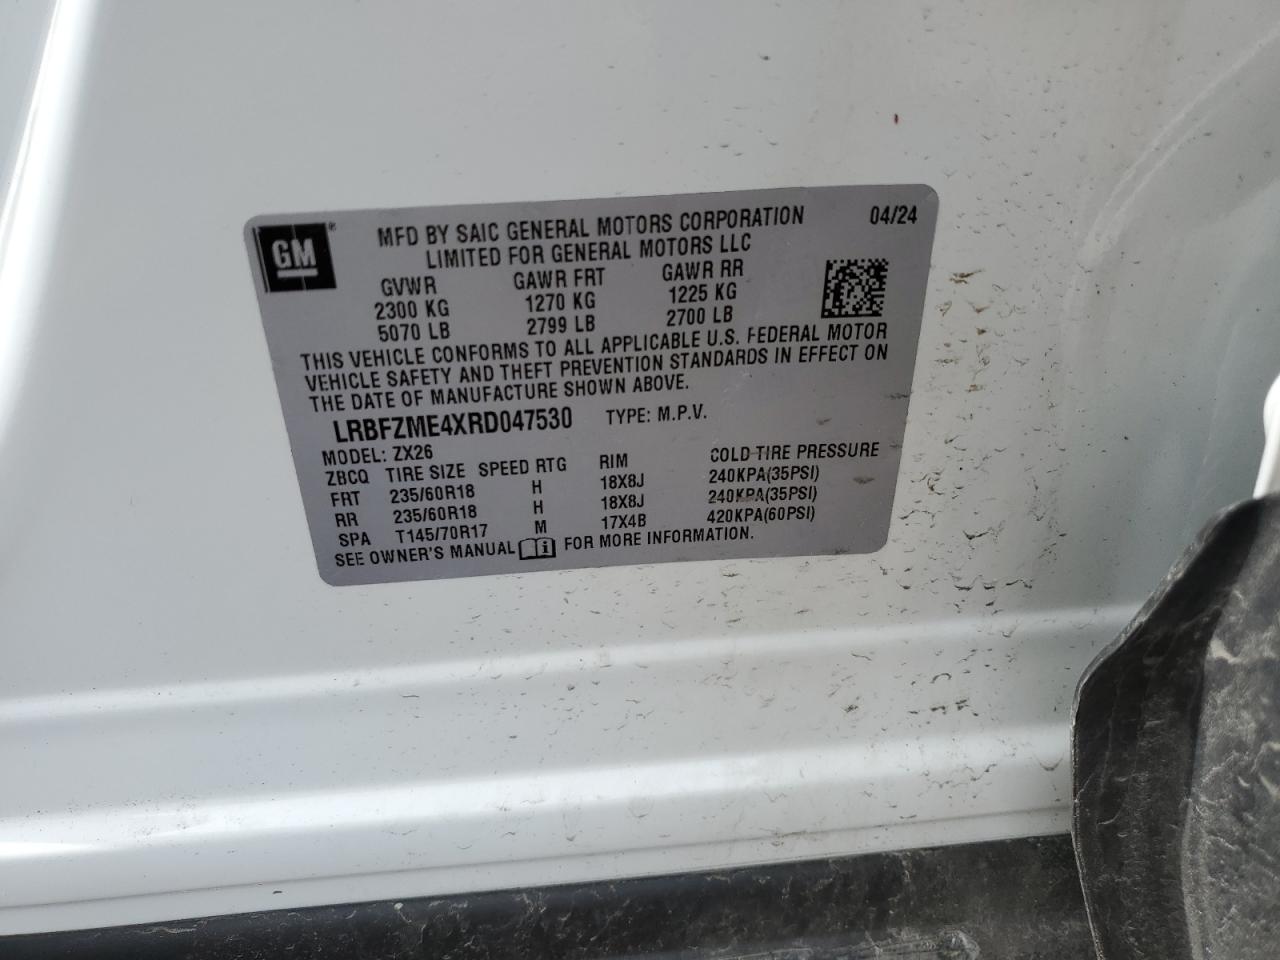 GM®
MFD BY SAIC GENERAL MOTORS CORPORATION 04/24
LIMITED FOR GENERAL MOTORS LLC
GVWR GAWR FRT GAWR RR
2300 KG 1270 KG 1225 KG
5070 LB 2799 LB 2700 LB
THIS VEHICLE CONFORMS TO ALL APPLICABLE U.S. FEDERAL MOTOR
VEHICLE SAFETY AND THEFT PREVENTION STANDARDS IN EFFECT ON
THE DATE OF MANUFACTURE SHOWN ABOVE.
LRBFZME4XRD047530 TYPE: M.P.V.
MODEL: ZX26
ZBCQ TIRE SIZE SPEED RTG RIM COLD TIRE PRESSURE
FRT 235/60R18 H 18X8J 240KPA(35PSI)
RR 235/60R18 H 18X8J 240KPA(35PSI)
SPA T145/70R17 M 17X4B 420KPA(60PSI)
SEE OWNER'S MANUAL i FOR MORE INFORMATION.